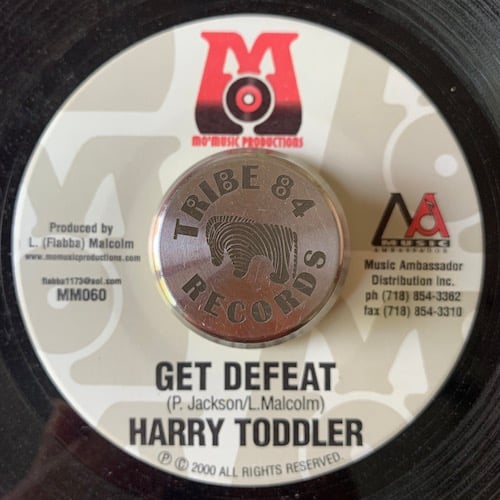 M
MO'MUSIC PRODUCTIONS
Produced by
L. (Flabba) Malcolm
www.momusicproductions.com
flabba1173@aol.com
MM060
TRIBE 84
RECORDS
MUSIC
AMBASSADOR
Music Ambassador
Distribution Inc.
ph (718) 854-3362
fax (718) 854-3310
GET DEFEAT
(P. Jackson/L.Malcolm)
HARRY TODDLER
Ⓟ © 2000 ALL RIGHTS RESERVED.